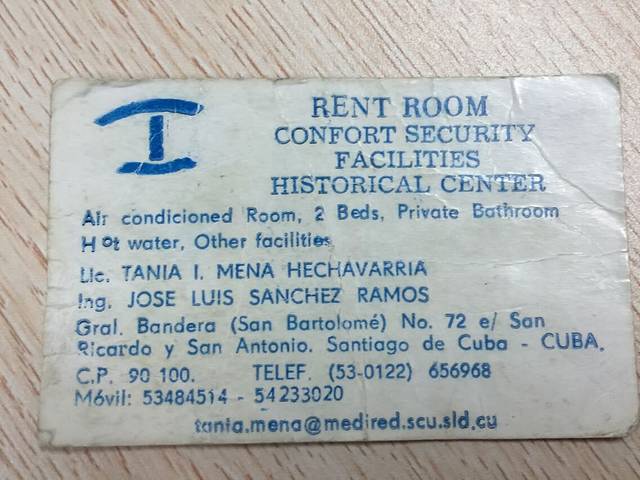 RENT ROOM
CONFORT SECURITY
FACILITIES
HISTORICAL CENTER
Air condicioned Room, 2 Beds, Private Bathroom
Hot water, Other facilities
Lic. TANIA I. MENA HECHAVARRIA
Ing. JOSE LUIS SANCHEZ RAMOS
Gral. Bandera (San Bartolomé) No. 72 e/ San
Ricardo y San Antonio. Santiago de Cuba - CUBA.
C.P. 90 100. TELEF. (53-0122) 656968
Móvil: 53484514 - 54233020
tania.mena@medired.scu.sld.cu